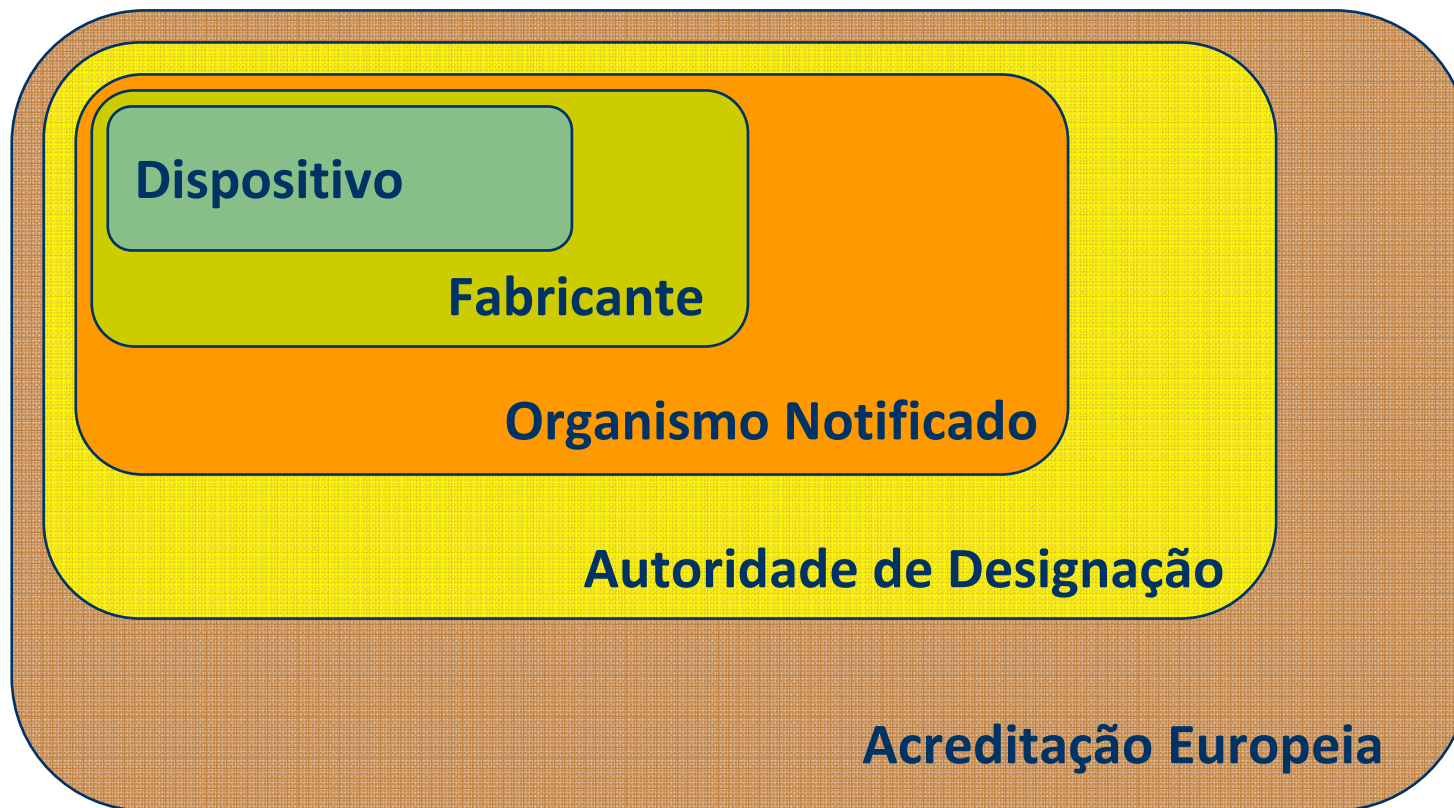 Dispositivo
Fabricante
Organismo Notificado
Autoridade de Designação
Acreditação Europeia